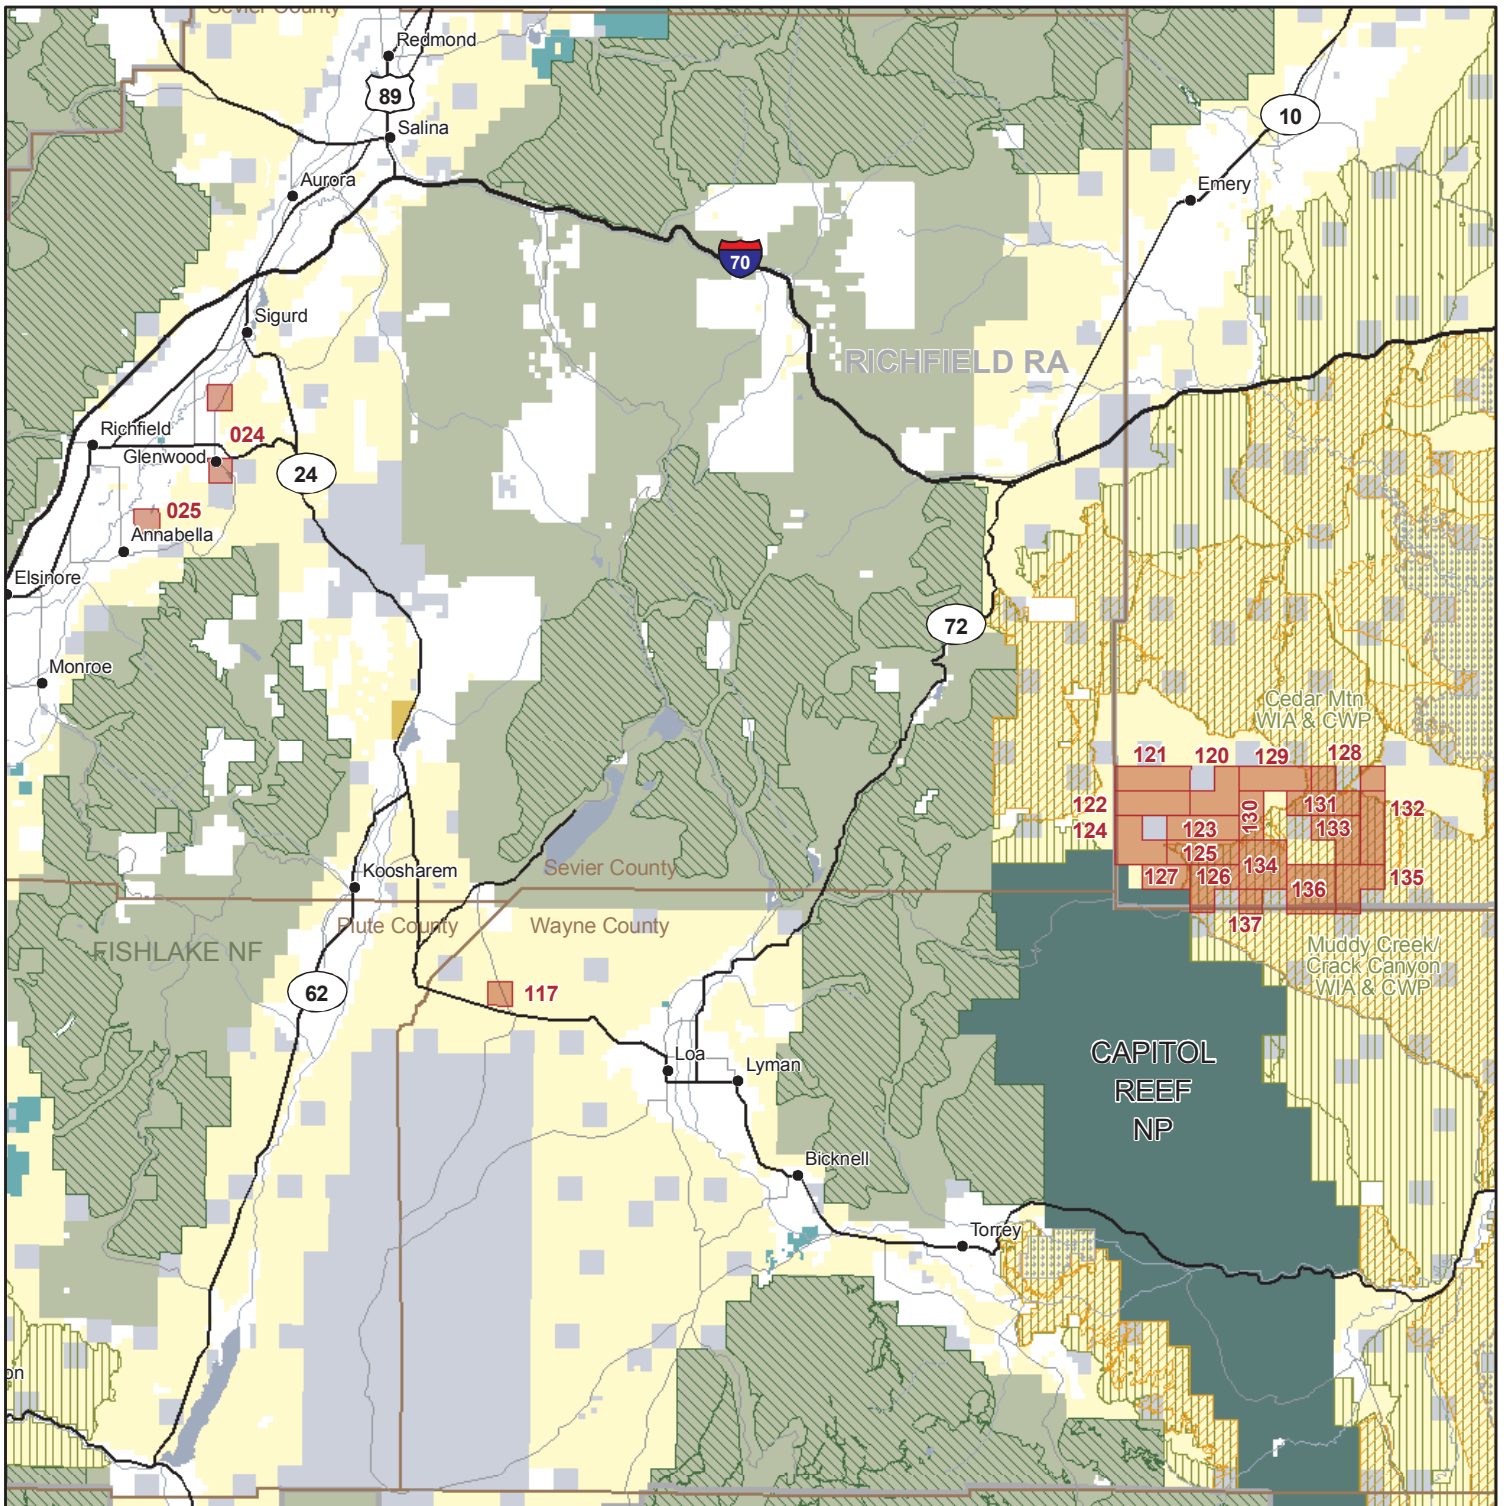 Sevier County
Redmond
89
Salina
10
Aurora
Emery
70
Sigurd
RICHFIELD RA
Richfield
024
Glenwood
24
025
Annabella
Elsinore
72
Monroe
Cedar Mtn
WIA & CWP
121
120
129
128
122
130
131
132
124
123
133
125
134
Koosharem
Sevier County
127
126
136
135
Piute County
Wayne County
137
FISHLAKE NF
Muddy Creek/
Crack Canyon
WIA & CWP
62
117
Loa
Lyman
CAPITOL
REEF
NP
Bicknell
Torrey
on